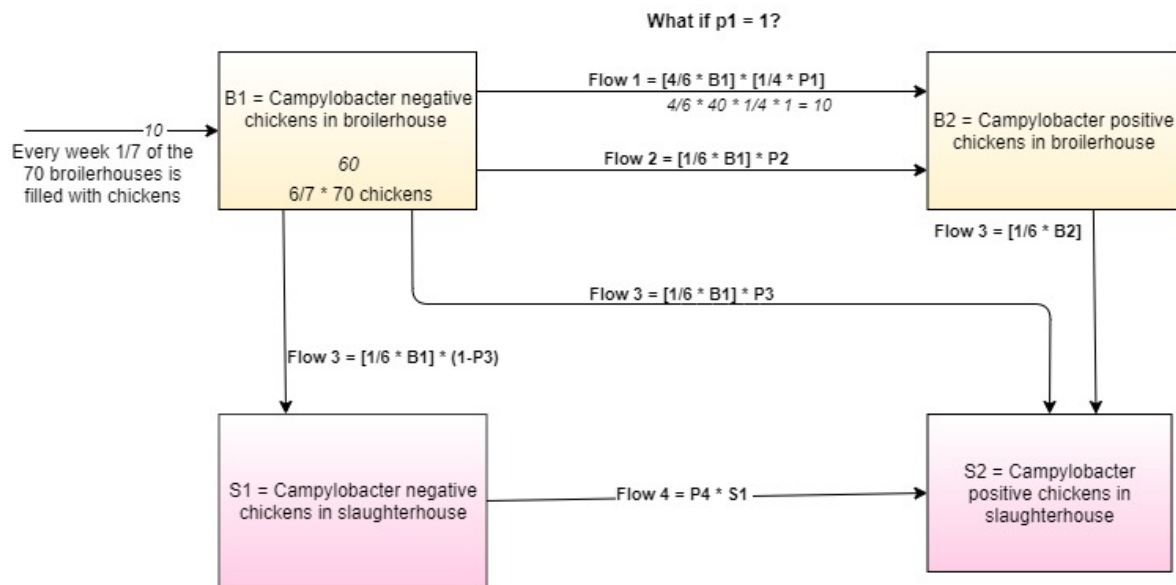 What if p1 = 1?
10
Every week 1/7 of the
70 broilerhouses is
filled with chickens
B1 = Campylobacter negative
chickens in broilerhouse
60
6/7 * 70 chickens
Flow 1 = [4/6 * B1] * [1/4 * P1]
4/6 * 40 * 1/4 * 1 = 10
Flow 2 = [1/6 * B1] * P2
B2 = Campylobacter positive
chickens in broilerhouse
Flow 3 = [1/6 * B2]
Flow 3 = [1/6 * B1] * P3
Flow 3 = [1/6 * B1] * (1-P3)
S1 = Campylobacter negative
chickens in slaughterhouse
Flow 4 = P4 * S1
S2 = Campylobacter
positive chickens in
slaughterhouse